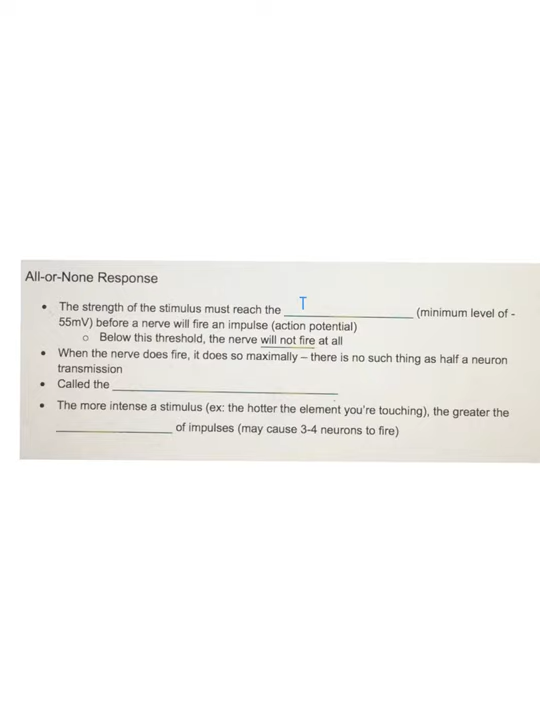 All-or-None Response
• The strength of the stimulus must reach the T____________ (minimum level of -
55mV) before a nerve will fire an impulse (action potential)
o Below this threshold, the nerve will not fire at all
• When the nerve does fire, it does so maximally – there is no such thing as half a neuron
transmission
• Called the ____________
• The more intense a stimulus (ex: the hotter the element you're touching), the greater the
____________ of impulses (may cause 3-4 neurons to fire)